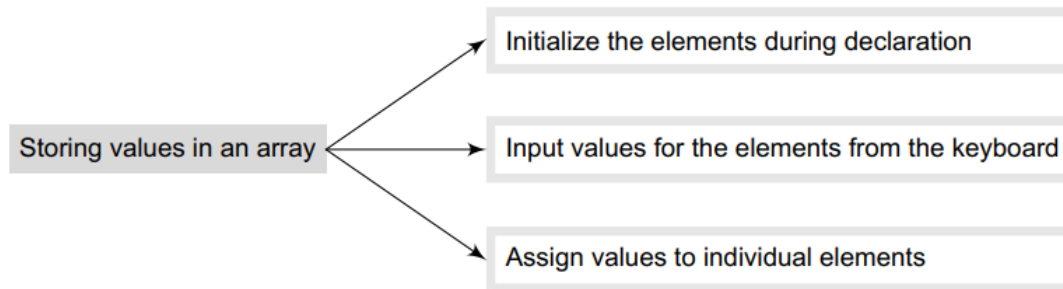 Initialize the elements during declaration
Storing values in an array
Input values for the elements from the keyboard
Assign values to individual elements